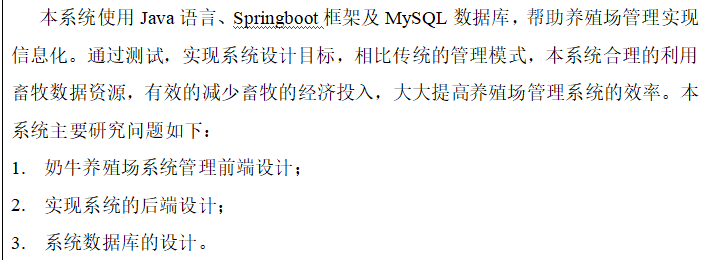 本系统使用 Java 语言、Springboot 框架及 MySQL 数据库，帮助养殖场管理实现
信息化。通过测试，实现系统设计目标，相比传统的管理模式，本系统合理的利用
畜牧数据资源，有效的减少畜牧的经济投入，大大提高养殖场管理系统的效率。本
系统主要研究问题如下：
1. 奶牛养殖场系统管理前端设计；
2. 实现系统的后端设计；
3. 系统数据库的设计。